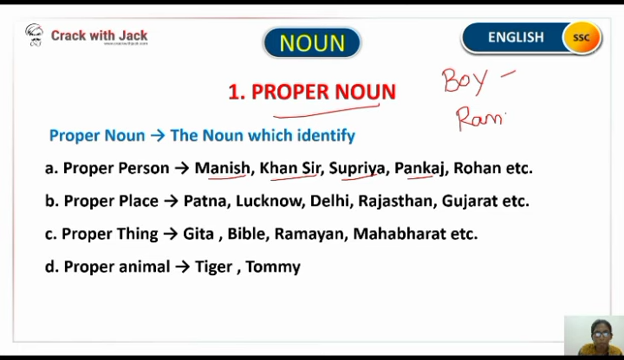 Crack with Jack
NOUN
ENGLISH
SSC
1. PROPER NOUN
Boy -
Ram
Proper Noun → The Noun which identify
a. Proper Person → Manish, Khan Sir, Supriya, Pankaj, Rohan etc.
b. Proper Place → Patna, Lucknow, Delhi, Rajasthan, Gujarat etc.
c. Proper Thing → Gita , Bible, Ramayan, Mahabharat etc.
d. Proper animal → Tiger , Tommy